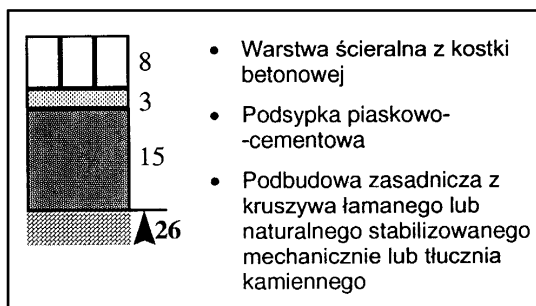 8
3
15
26
• Warstwa ścieralna z kostki
betonowej
• Podsypka piaskowo-
-cementowa
• Podbudowa zasadnicza z
kruszywa łamanego lub
naturalnego stabilizowanego
mechanicznie lub tłucznia
kamiennego